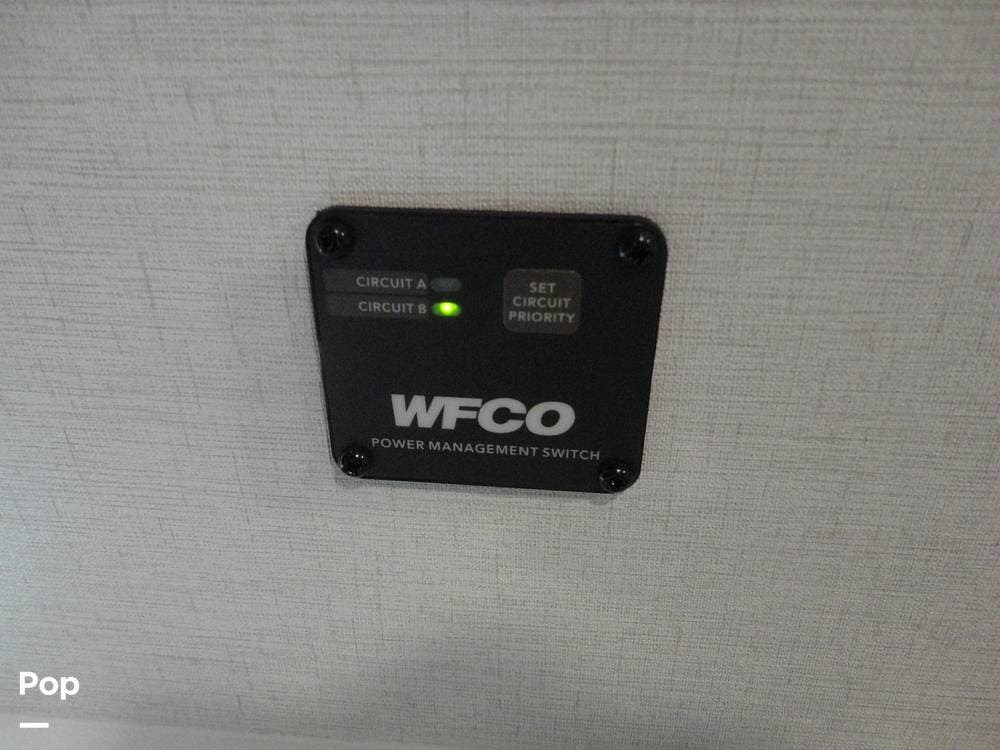 CIRCUIT A
CIRCUIT B
SET
CIRCUIT
PRIORITY
WFCO
POWER MANAGEMENT SWITCH
Pop